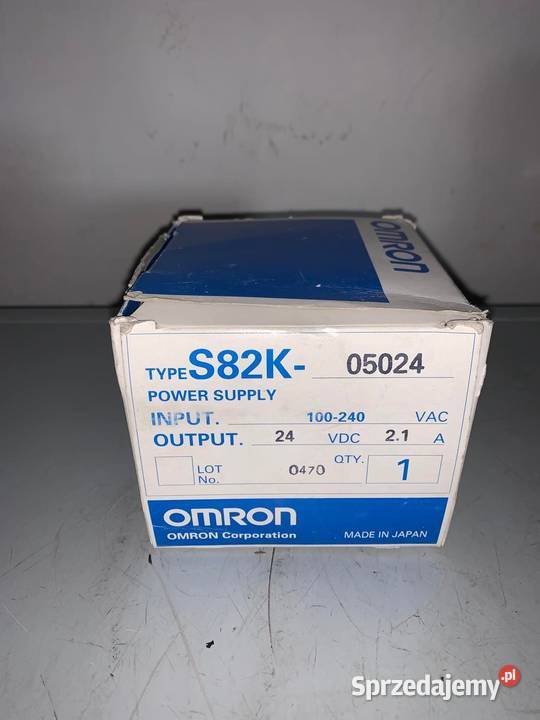 OMRON
TYPE S82K- 05024
POWER SUPPLY
INPUT. 100-240 VAC
OUTPUT. 24 VDC 2.1 A
LOT No. 0470 QTY. 1
OMRON
OMRON Corporation MADE IN JAPAN
Sprzedajemy.pl